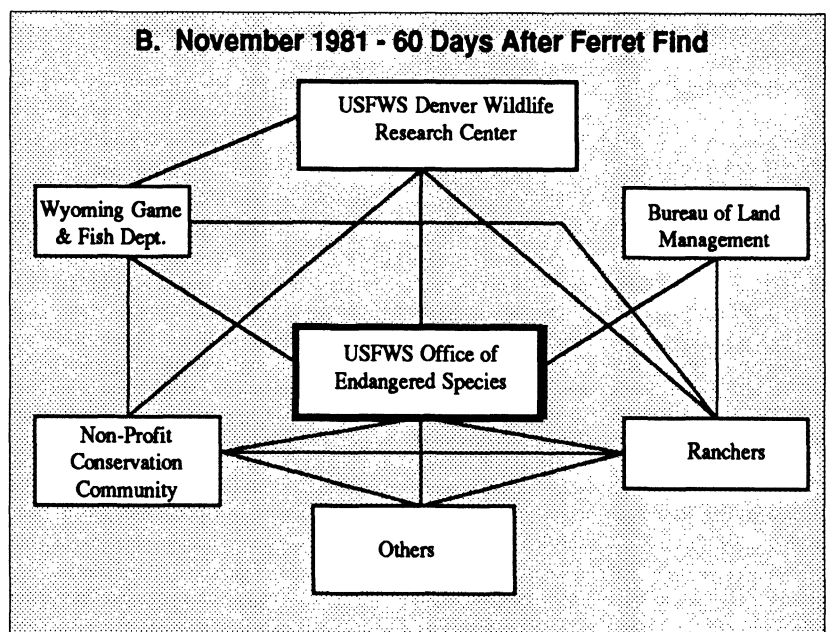 B. November 1981 - 60 Days After Ferret Find
USFWS Denver Wildlife
Research Center
Wyoming Game
& Fish Dept.
Bureau of Land
Management
USFWS Office of
Endangered Species
Non-Profit
Conservation
Community
Ranchers
Others